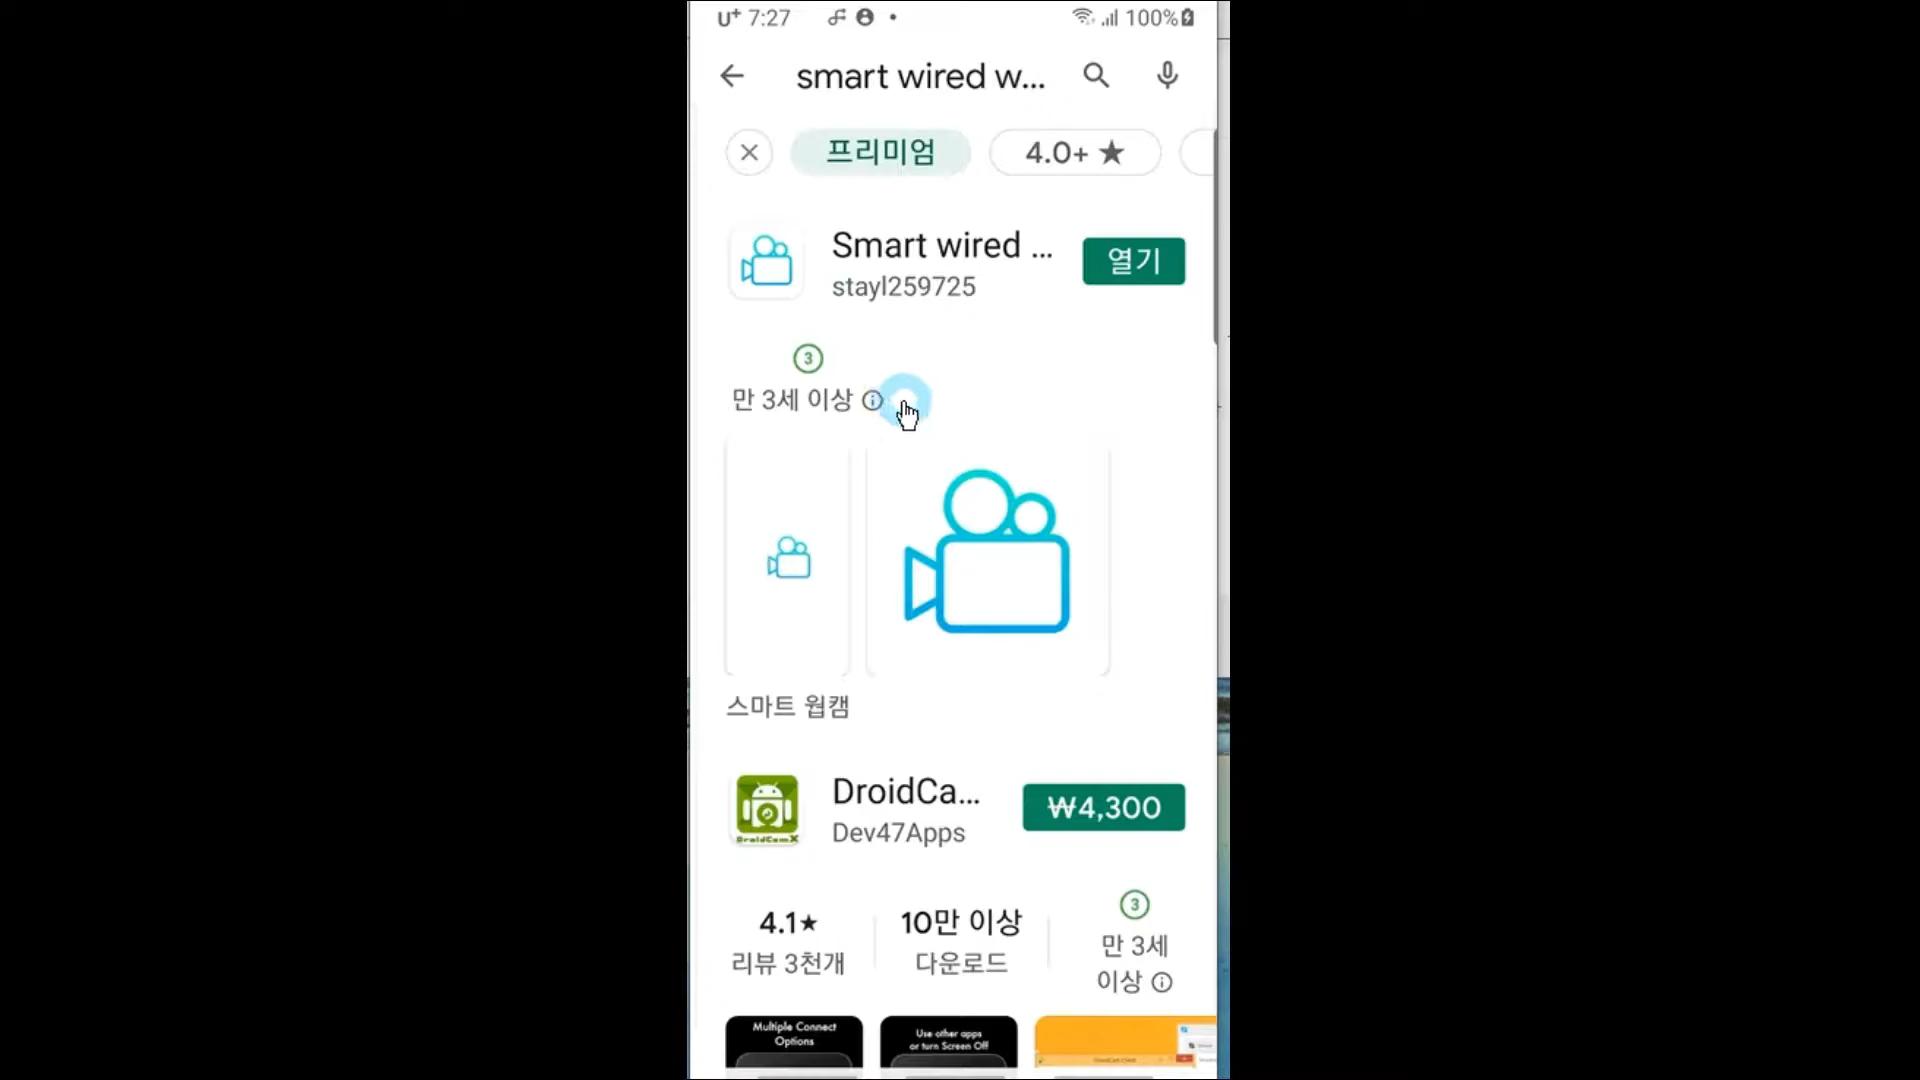 U⁺ 7:27
100%
smart wired w...
프리미엄
4.0+ ★
Smart wired ...
stayl259725
열기
3
만 3세 이상
스마트 웝캠
DroidCa...
Dev47Apps
₩4,300
DroidCamX
4.1★
리뷰 3천개
10만 이상
다운로드
3
만 3세
이상
Multiple Connect
Options
Use other apps
or turn Screen Off